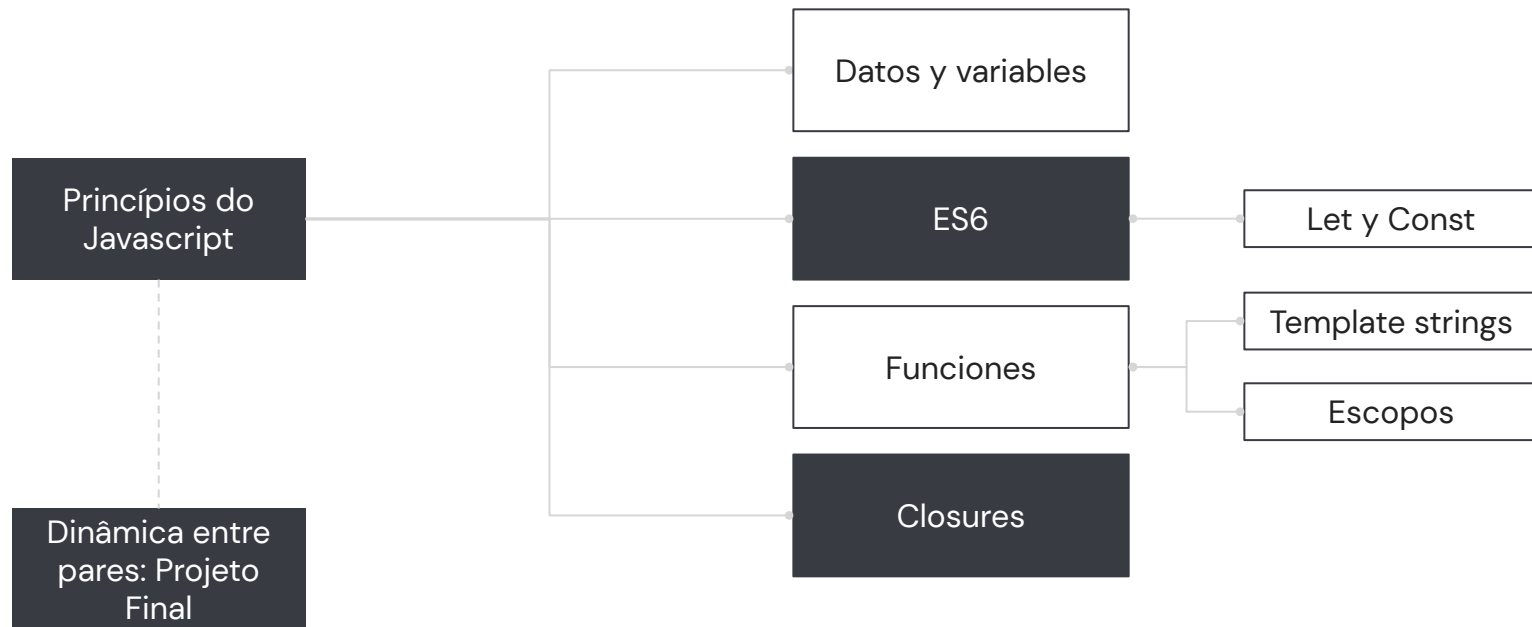 Princípios do
Javascript
Dinâmica entre
pares: Projeto
Final
Datos y variables
ES6
Let y Const
Funciones
Template strings
Escopos
Closures